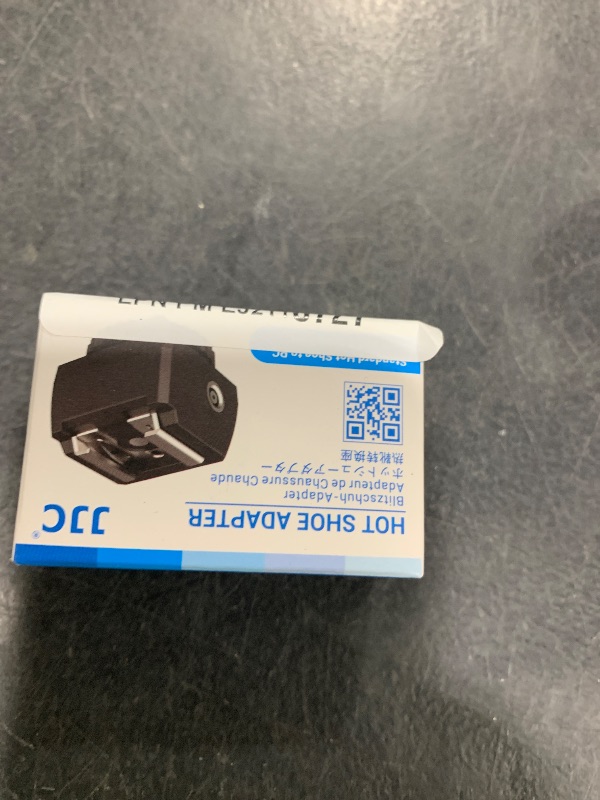 JJC®
HOT SHOE ADAPTER
Blitzschuh-Adapter
Adapteur de Chaussure Chaude
ホットシューアダプター
热靴转换座
Standard Hot Shoe to PC